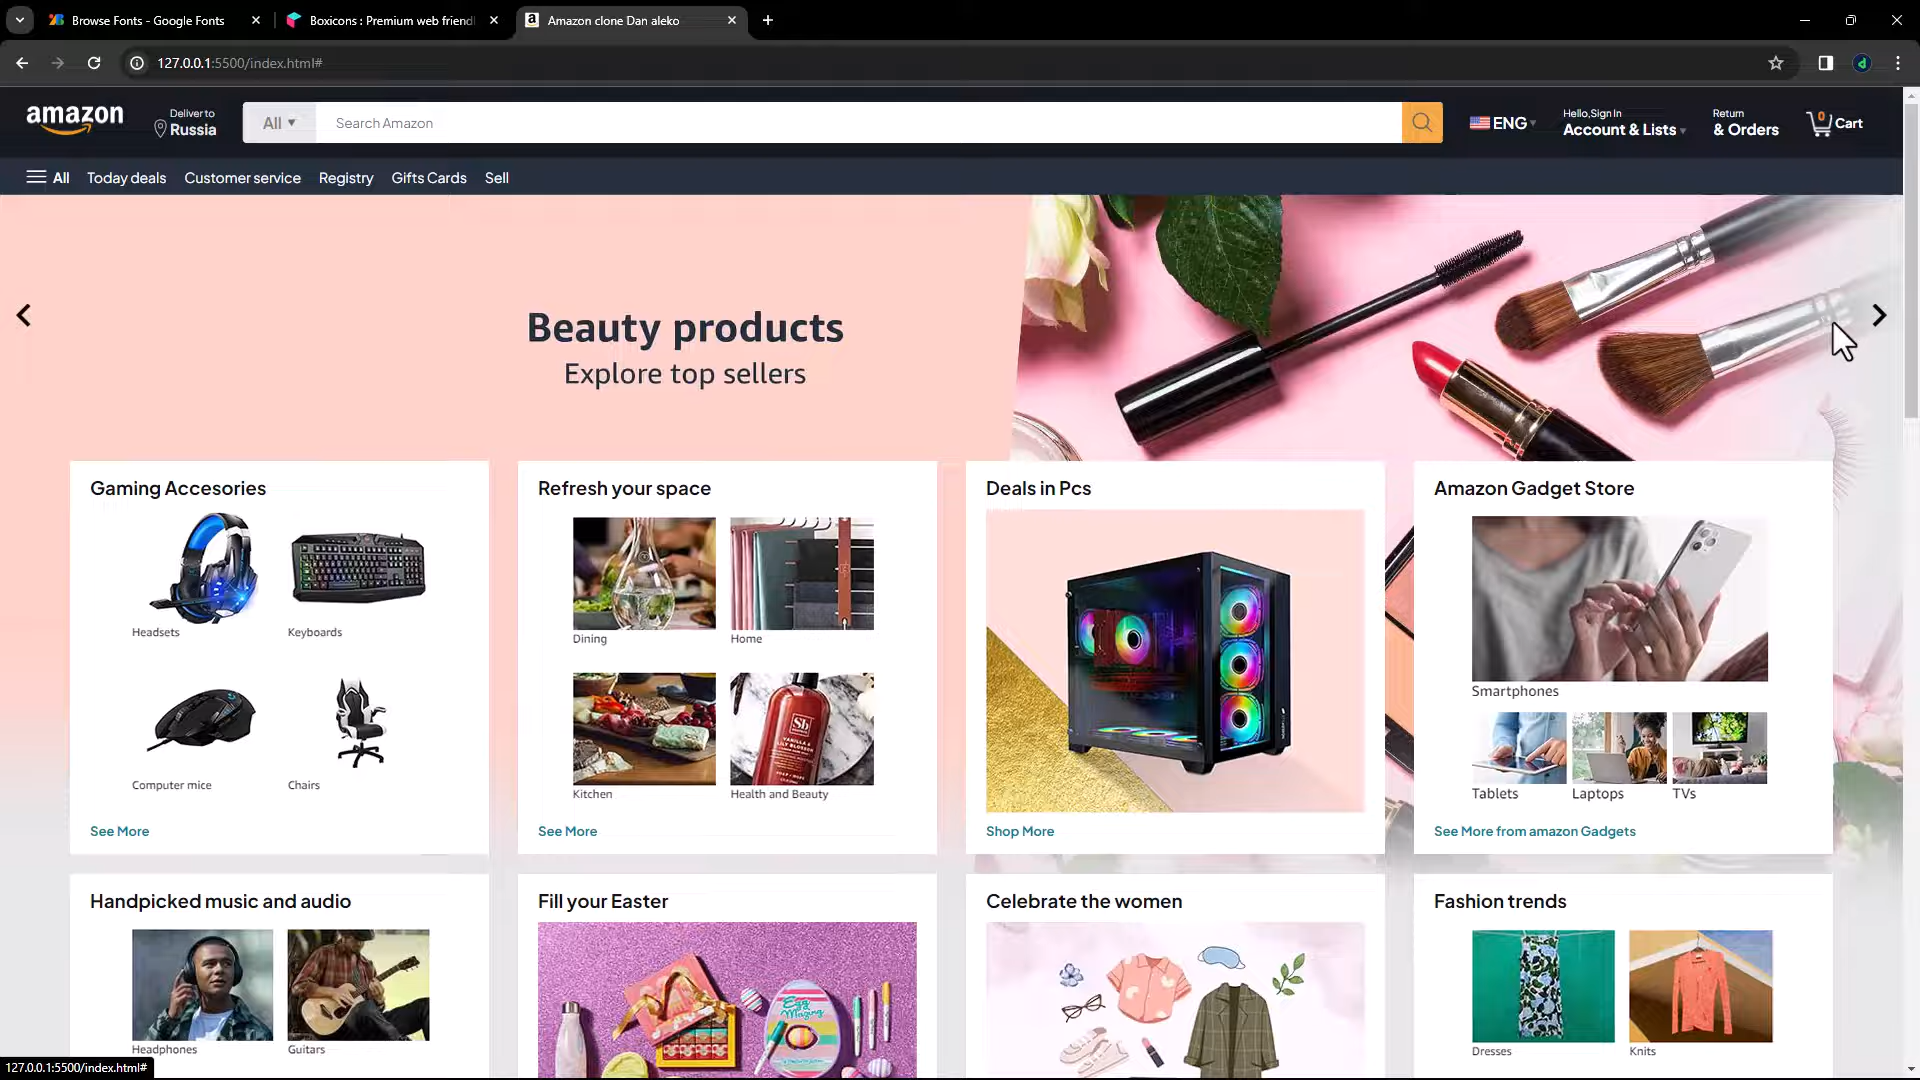 Browse Fonts - Google Fonts
Boxicons : Premium web friend
Amazon clone Dan aleko
127.0.0.1:5500/index.html#
amazon
Deliver to
Russia
All
Search Amazon
ENG
Hello,Sign In
Account & Lists
Return
& Orders
0
Cart
All Today deals Customer service Registry Gifts Cards Sell
Beauty products
Explore top sellers
Gaming Accesories
Headsets
Keyboards
Computer mice
Chairs
See More
Refresh your space
Dining
Home
Kitchen
Health and Beauty
See More
Deals in Pcs
Shop More
Amazon Gadget Store
Smartphones
Tablets
Laptops
TVs
See More from amazon Gadgets
Handpicked music and audio
Headphones
Guitars
Fill your Easter
Celebrate the women
Fashion trends
Dresses
Knits
127.0.0.1:5500/index.html#